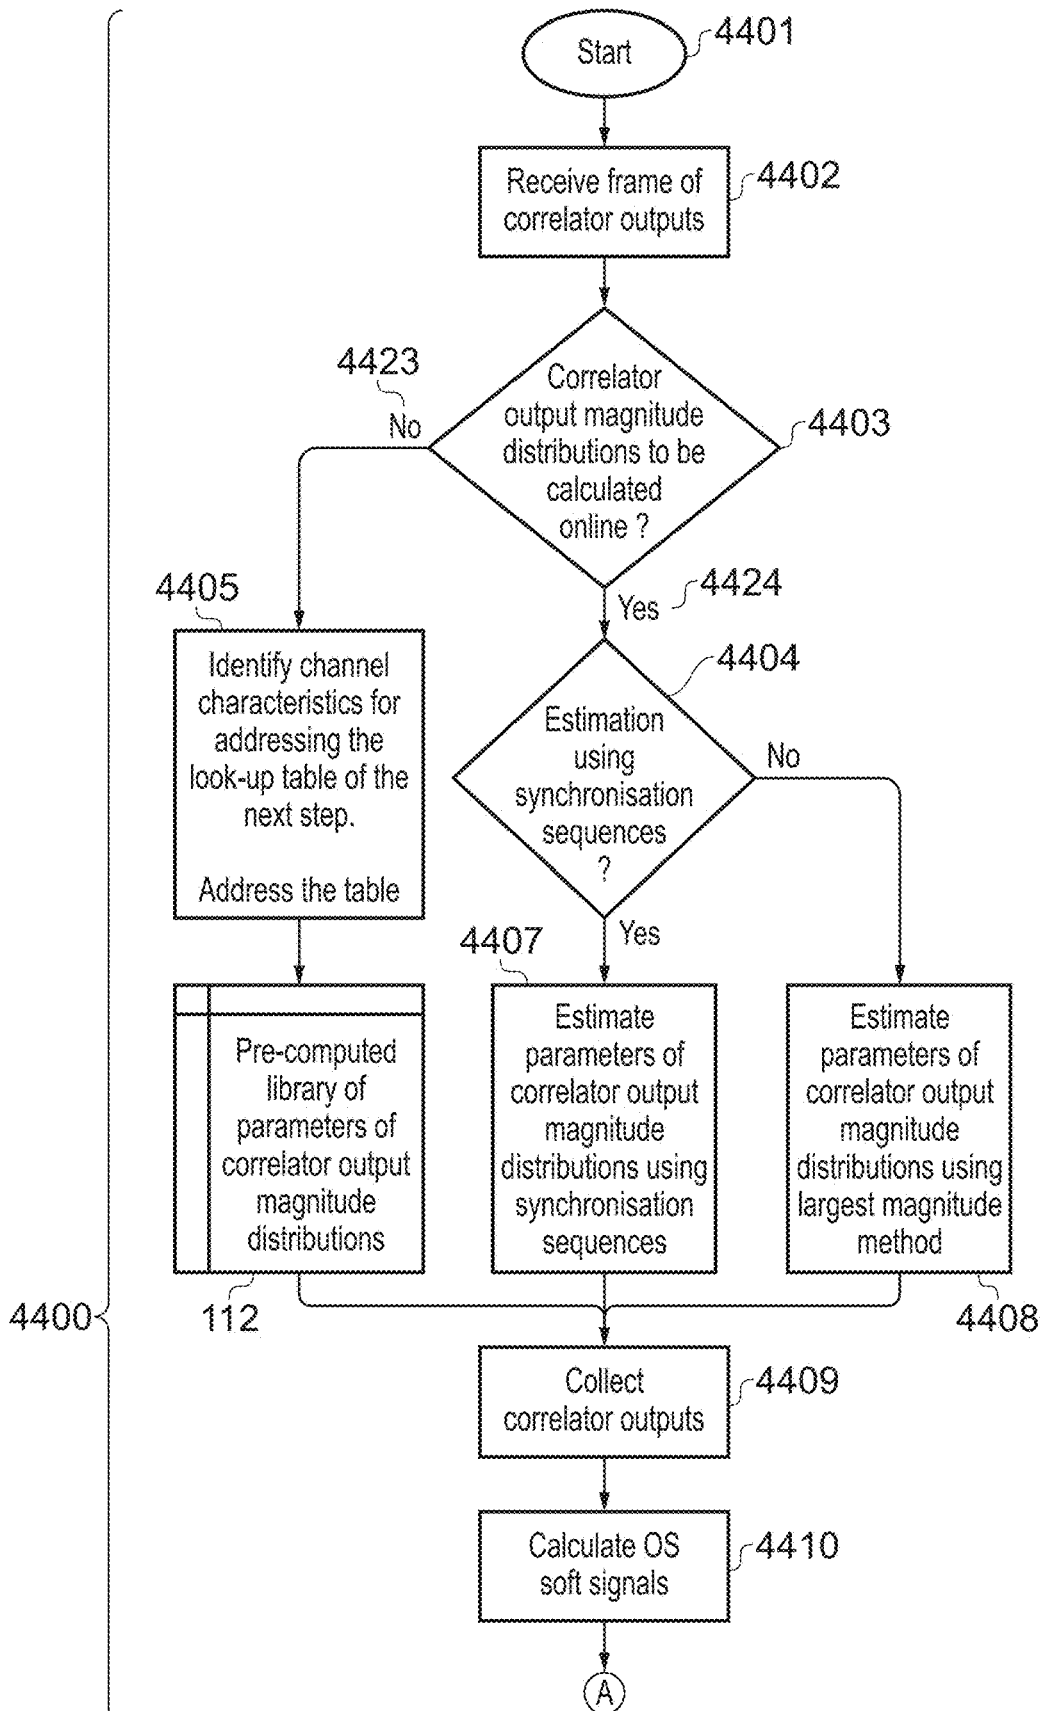 4401
Start
4402
Receive frame of
correlator outputs
4423
No
Correlator
output magnitude
distributions to be
calculated
online ?
4403
4424
Yes
4405
Identify channel
characteristics for
addressing the
look-up table of the
next step.
Address the table
4404
Estimation
using
synchronisation
sequences
?
No
Yes
4407
Pre-computed
library of
parameters of
correlator output
magnitude
distributions
112
Estimate
parameters of
correlator output
magnitude
distributions using
synchronisation
sequences
Estimate
parameters of
correlator output
magnitude
distributions using
largest magnitude
method
4408
4400
Collect
correlator outputs
4409
Calculate OS
soft signals
4410
A